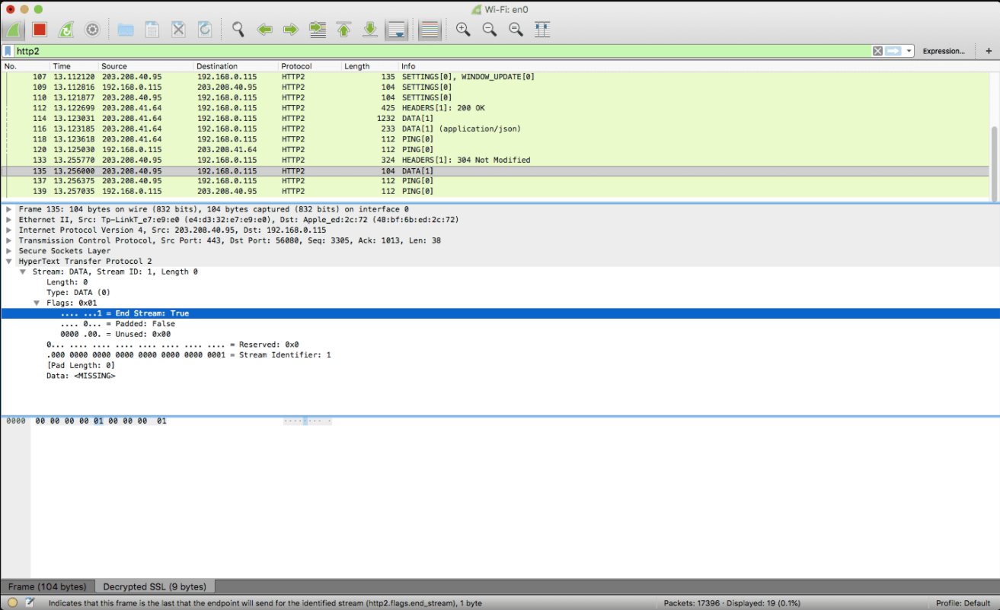 Wi-Fi: en0
http2 Expression... +
No. Time Source Destination Protocol Length Info
107 13.112120 203.208.40.95 192.168.0.115 HTTP2 135 SETTINGS[0], WINDOW_UPDATE[0]
109 13.112816 192.168.0.115 203.208.40.95 HTTP2 104 SETTINGS[0]
110 13.121877 203.208.40.95 192.168.0.115 HTTP2 104 SETTINGS[0]
112 13.122699 203.208.41.64 192.168.0.115 HTTP2 425 HEADERS[1]: 200 OK
114 13.123031 203.208.41.64 192.168.0.115 HTTP2 1232 DATA[1]
116 13.123185 203.208.41.64 192.168.0.115 HTTP2 233 DATA[1] (application/json)
118 13.123618 203.208.41.64 192.168.0.115 HTTP2 112 PING[0]
120 13.125030 192.168.0.115 203.208.41.64 HTTP2 112 PING[0]
133 13.255770 203.208.40.95 192.168.0.115 HTTP2 324 HEADERS[1]: 304 Not Modified
135 13.256000 203.208.40.95 192.168.0.115 HTTP2 104 DATA[1]
137 13.256375 203.208.40.95 192.168.0.115 HTTP2 112 PING[0]
139 13.257035 192.168.0.115 203.208.40.95 HTTP2 112 PING[0]
Frame 135: 104 bytes on wire (832 bits), 104 bytes captured (832 bits) on interface 0
Ethernet II, Src: Tp-LinkT_e7:e9:e0 (e4:d3:32:e7:e9:e0), Dst: Apple_ed:2c:72 (48:bf:6b:ed:2c:72)
Internet Protocol Version 4, Src: 203.208.40.95, Dst: 192.168.0.115
Transmission Control Protocol, Src Port: 443, Dst Port: 56080, Seq: 3305, Ack: 1013, Len: 38
Secure Sockets Layer
HyperText Transfer Protocol 2
Stream: DATA, Stream ID: 1, Length 0
Length: 0
Type: DATA (0)
Flags: 0x01
.... ...1 = End Stream: True
.... 0... = Padded: False
0000 .00. = Unused: 0x00
0... .... .... .... .... .... .... .... = Reserved: 0x0
.000 0000 0000 0000 0000 0000 0000 0001 = Stream Identifier: 1
[Pad Length: 0]
Data: <MISSING>
0000 00 00 00 00 01 00 00 00 01 ········ ·
Frame (104 bytes) Decrypted SSL (9 bytes)
Indicates that this frame is the last that the endpoint will send for the identified stream (http2.flags.end_stream), 1 byte Packets: 17396 · Displayed: 19 (0.1%) Profile: Default